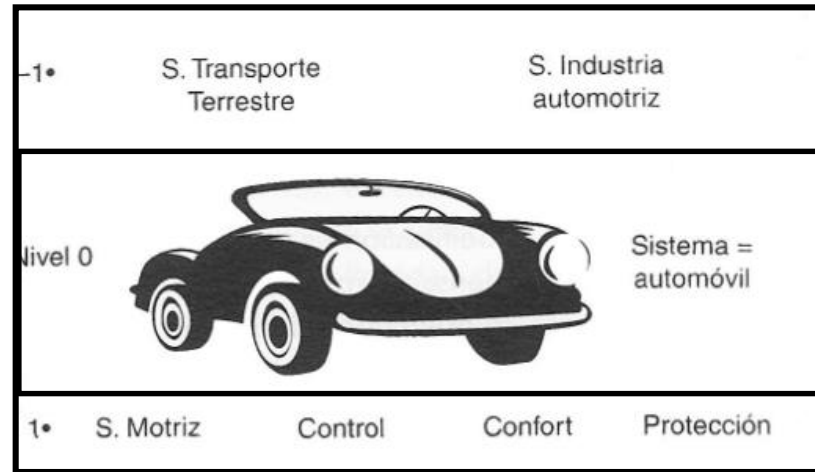 –1• S. Transporte Terrestre S. Industria automotriz
Nivel 0 Sistema = automóvil
1• S. Motriz Control Confort Protección